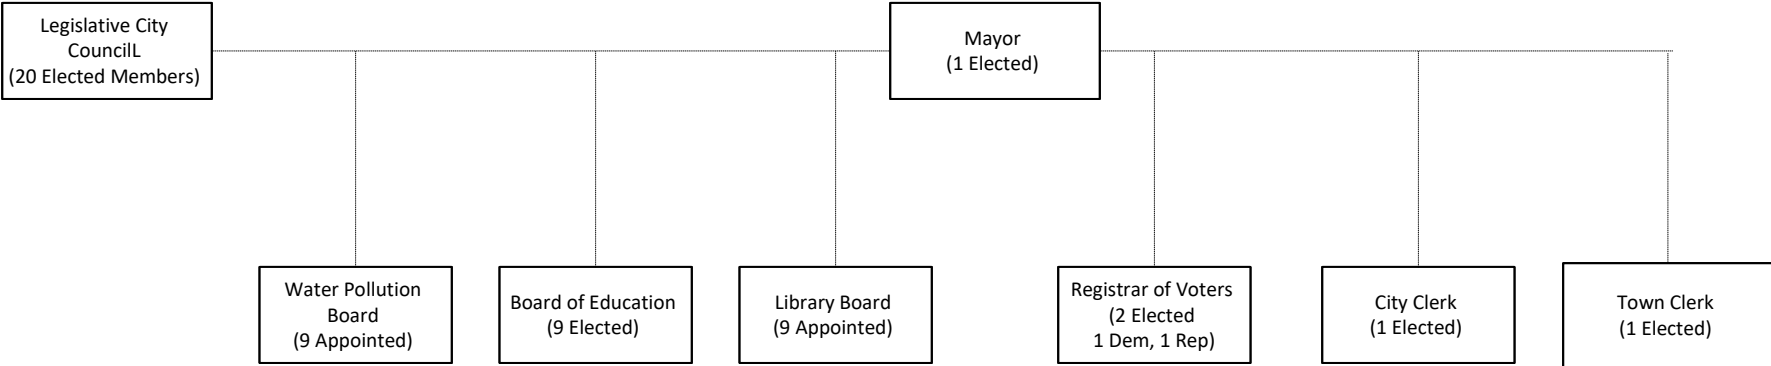 Legislative City
CouncilL
(20 Elected Members)
Mayor
(1 Elected)
Water Pollution
Board
(9 Appointed)
Board of Education
(9 Elected)
Library Board
(9 Appointed)
Registrar of Voters
(2 Elected
1 Dem, 1 Rep)
City Clerk
(1 Elected)
Town Clerk
(1 Elected)